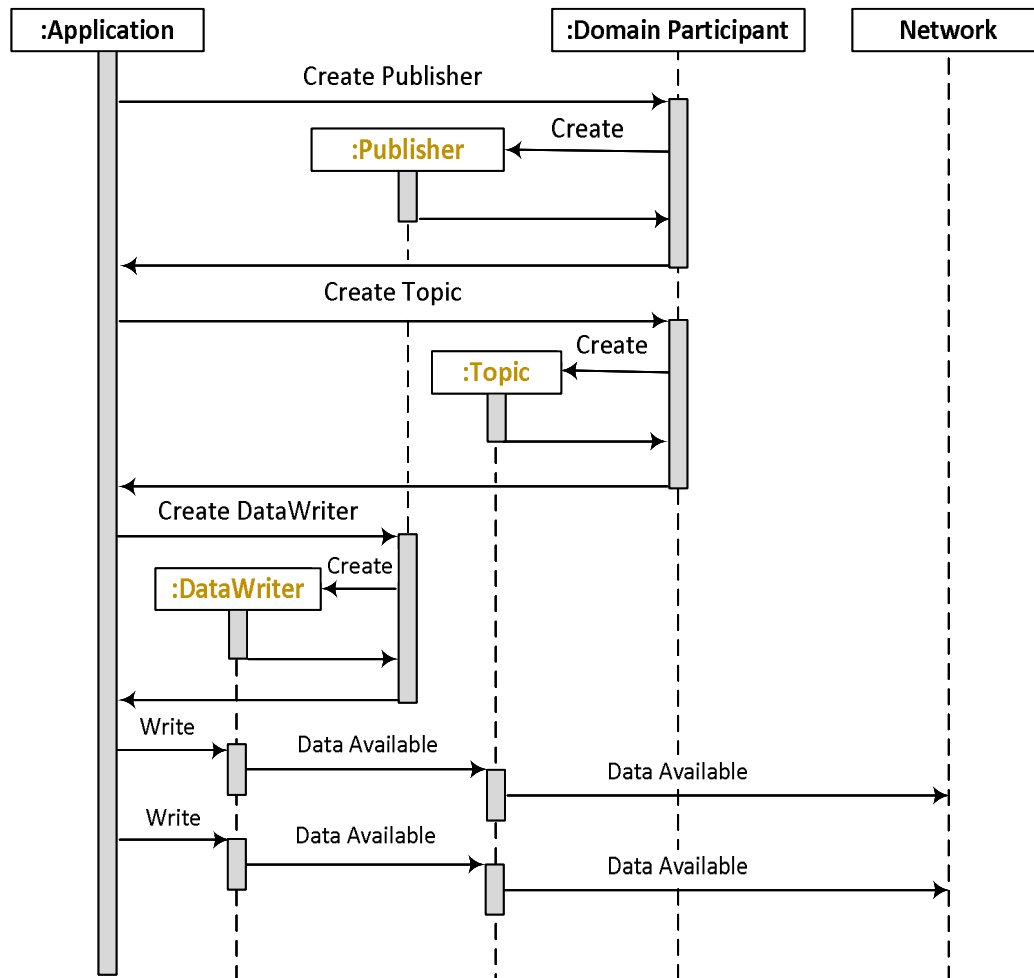 :Application
:Domain Participant
Network
Create Publisher
Create
:Publisher
Create Topic
Create
:Topic
Create DataWriter
Create
:DataWriter
Write
Data Available
Data Available
Write
Data Available
Data Available